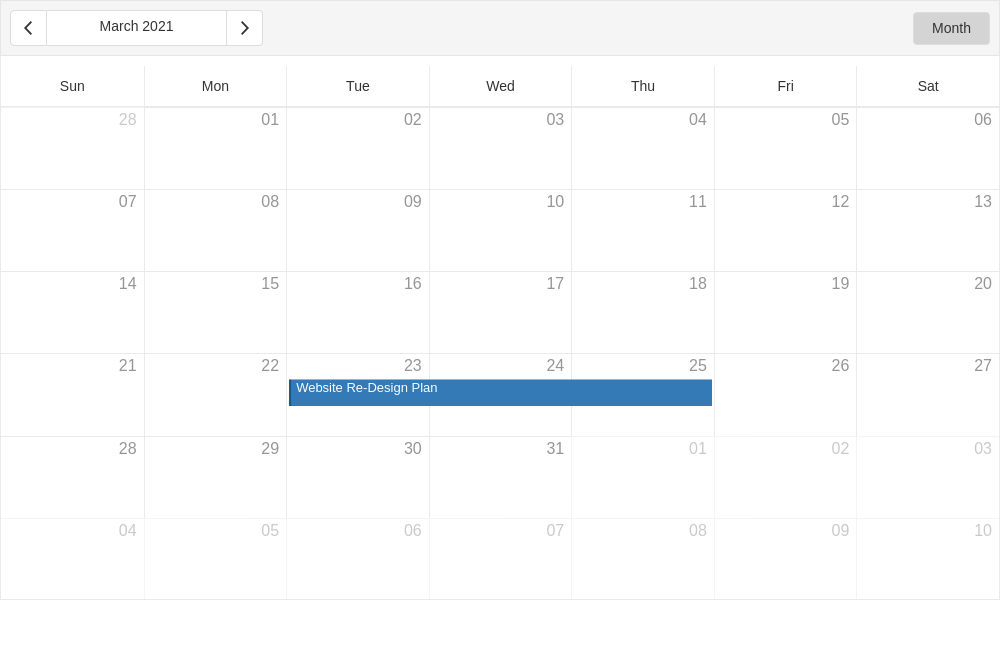 March 2021 Month
Sun Mon Tue Wed Thu Fri Sat
28 01 02 03 04 05 06
07 08 09 10 11 12 13
14 15 16 17 18 19 20
21 22 23 24 25 26 27
Website Re-Design Plan
28 29 30 31 01 02 03
04 05 06 07 08 09 10